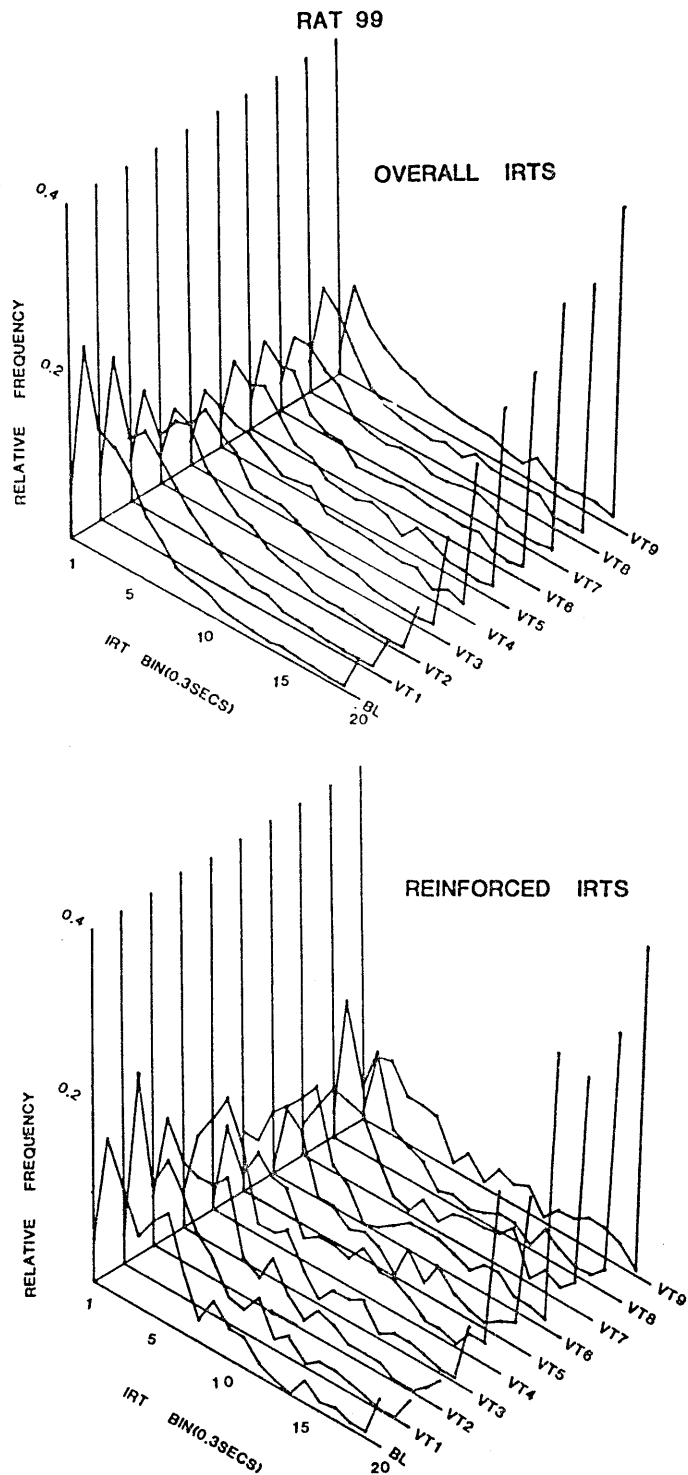 RAT 99
OVERALL IRTS
0.4
0.2
RELATIVE FREQUENCY
1
5
10
15
20
IRT BIN(0.3SECS)
BL
VT1
VT2
VT3
VT4
VT5
VT6
VT7
VT8
VT9
REINFORCED IRTS
0.4
0.2
RELATIVE FREQUENCY
1
5
10
15
20
IRT BIN(0.3SECS)
BL
VT1
VT2
VT3
VT4
VT5
VT6
VT7
VT8
VT9